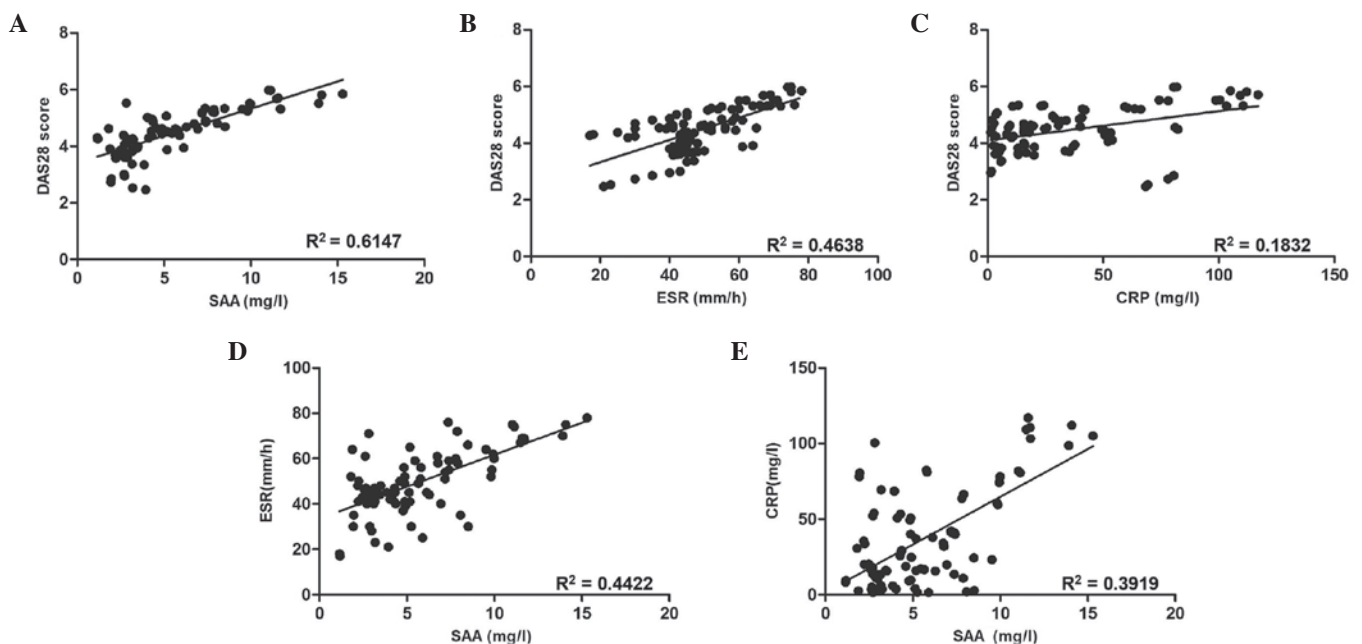 A
8
6
4
2
0
DAS28 score
0 5 10 15 20
SAA (mg/l)
R² = 0.6147
B
8
6
4
2
0
DAS28 score
0 20 40 60 80 100
ESR (mm/h)
R² = 0.4638
C
8
6
4
2
0
DAS28 score
0 50 100 150
CRP (mg/l)
R² = 0.1832
D
100
80
60
40
20
0
ESR(mm/h)
0 5 10 15 20
SAA (mg/l)
R² = 0.4422
E
150
100
50
0
CRP(mg/l)
0 5 10 15 20
SAA (mg/l)
R² = 0.3919